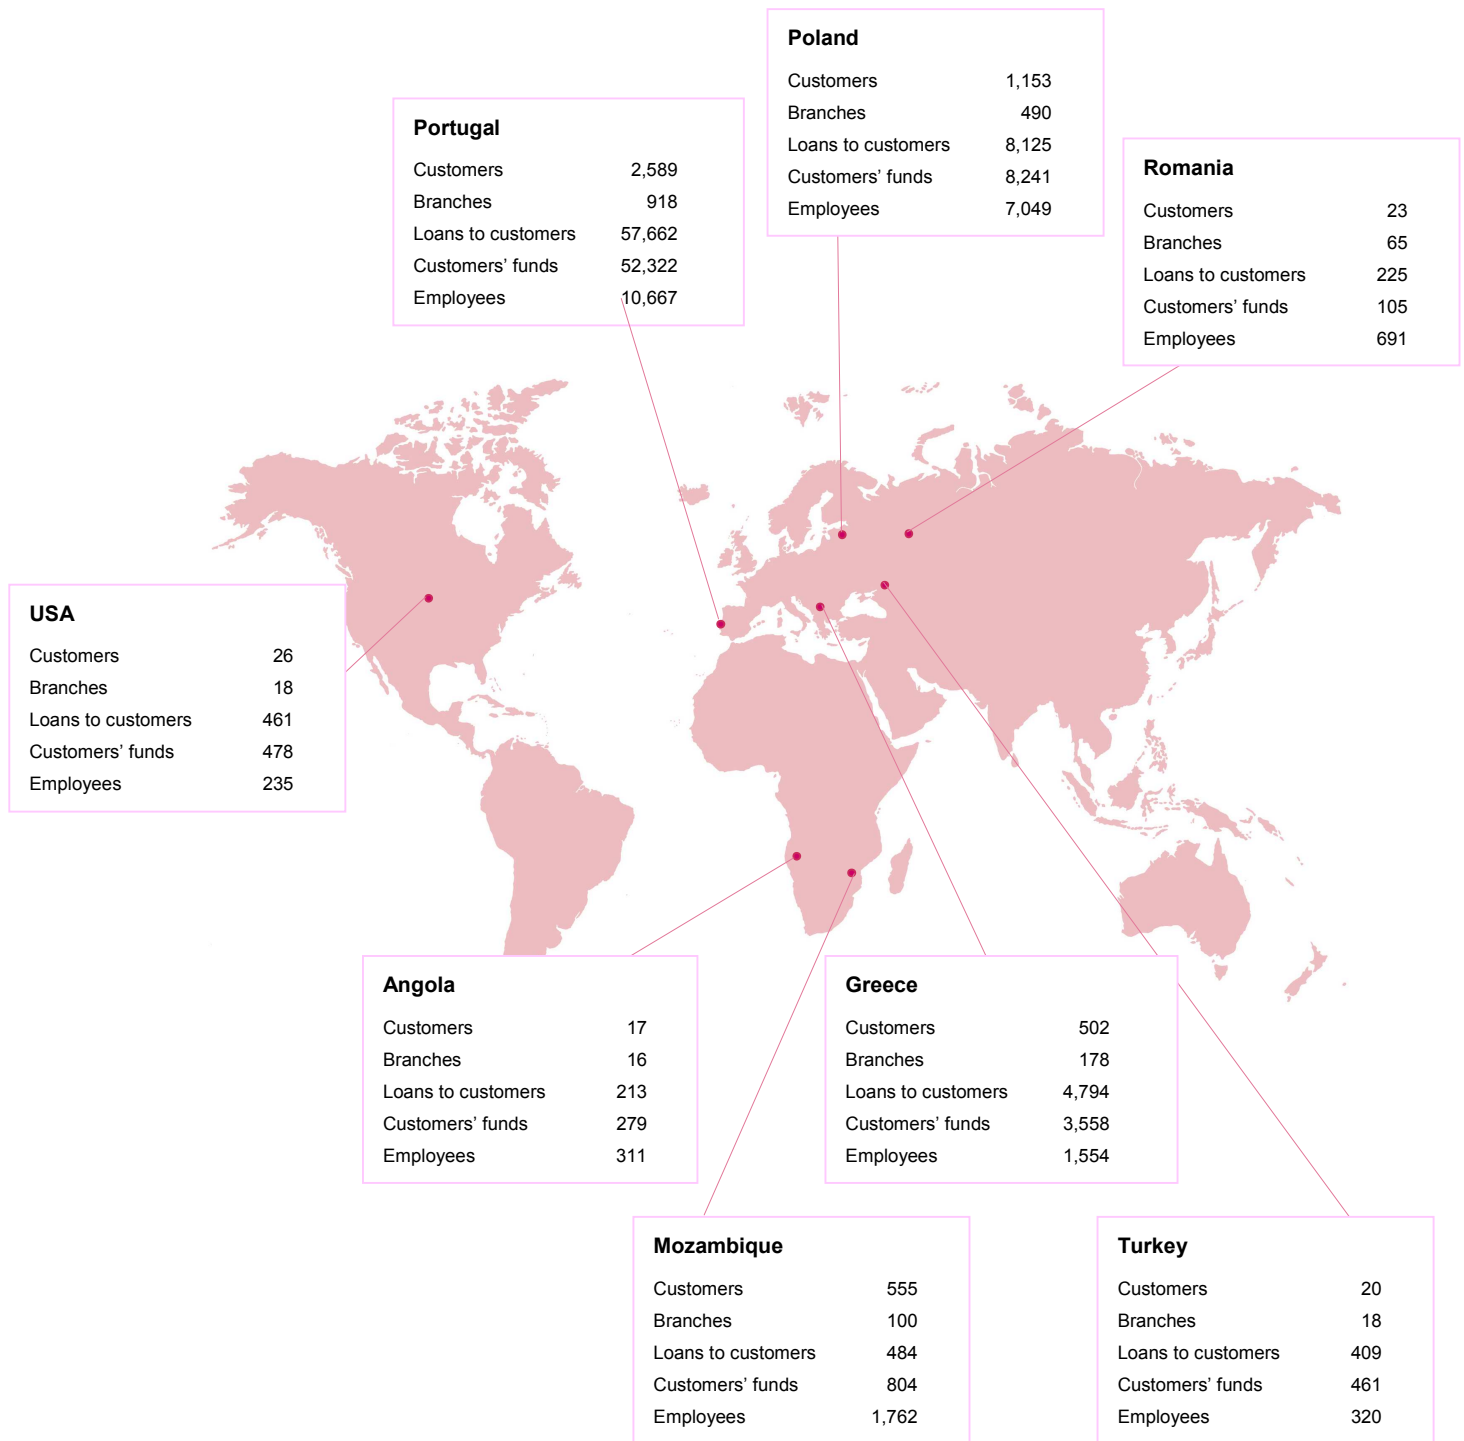 Poland
Customers 1,153
Branches 490
Loans to customers 8,125
Customers’ funds 8,241
Employees 7,049
Portugal
Customers 2,589
Branches 918
Loans to customers 57,662
Customers’ funds 52,322
Employees 10,667
Romania
Customers 23
Branches 65
Loans to customers 225
Customers’ funds 105
Employees 691
USA
Customers 26
Branches 18
Loans to customers 461
Customers’ funds 478
Employees 235
Angola
Customers 17
Branches 16
Loans to customers 213
Customers’ funds 279
Employees 311
Greece
Customers 502
Branches 178
Loans to customers 4,794
Customers’ funds 3,558
Employees 1,554
Mozambique
Customers 555
Branches 100
Loans to customers 484
Customers’ funds 804
Employees 1,762
Turkey
Customers 20
Branches 18
Loans to customers 409
Customers’ funds 461
Employees 320